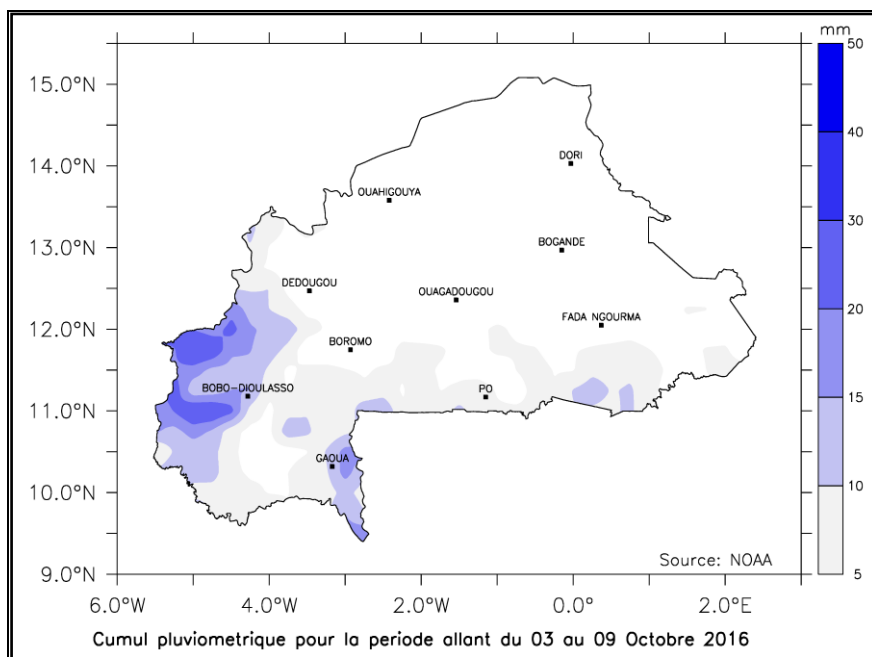 mm
50
15.0°N
40
14.0°N
DORI
OUAHIGOUYA
30
13.0°N
BOGANDE
DEDOUGOU
OUAGADOUGOU
20
12.0°N
FADA NGOURMA
BOROMO
15
BOBO-DIOULASSO
PO
11.0°N
GAOUA
10
10.0°N
Source: NOAA
9.0°N
5
6.0°W 4.0°W 2.0°W 0.0° 2.0°E
Cumul pluviometrique pour la periode allant du 03 au 09 Octobre 2016